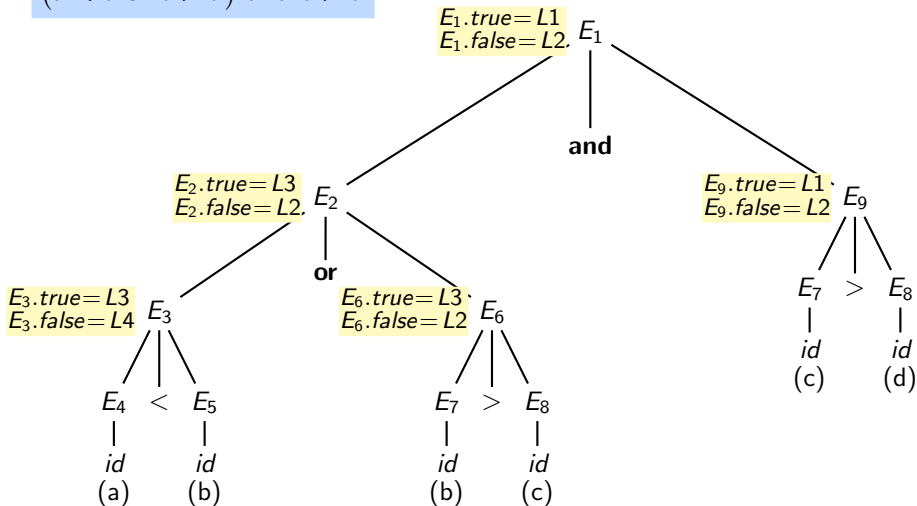 E₁.true=L1
E₁.false=L2
E₁
and
E₂.true=L3
E₂.false=L2
E₂
E₉.true=L1
E₉.false=L2
E₉
or
E₃.true=L3
E₃.false=L4
E₃
E₆.true=L3
E₆.false=L2
E₆
E₇ > E₈
id id
(c) (d)
E₄ < E₅ E₇ > E₈
id id id id
(a) (b) (b) (c)